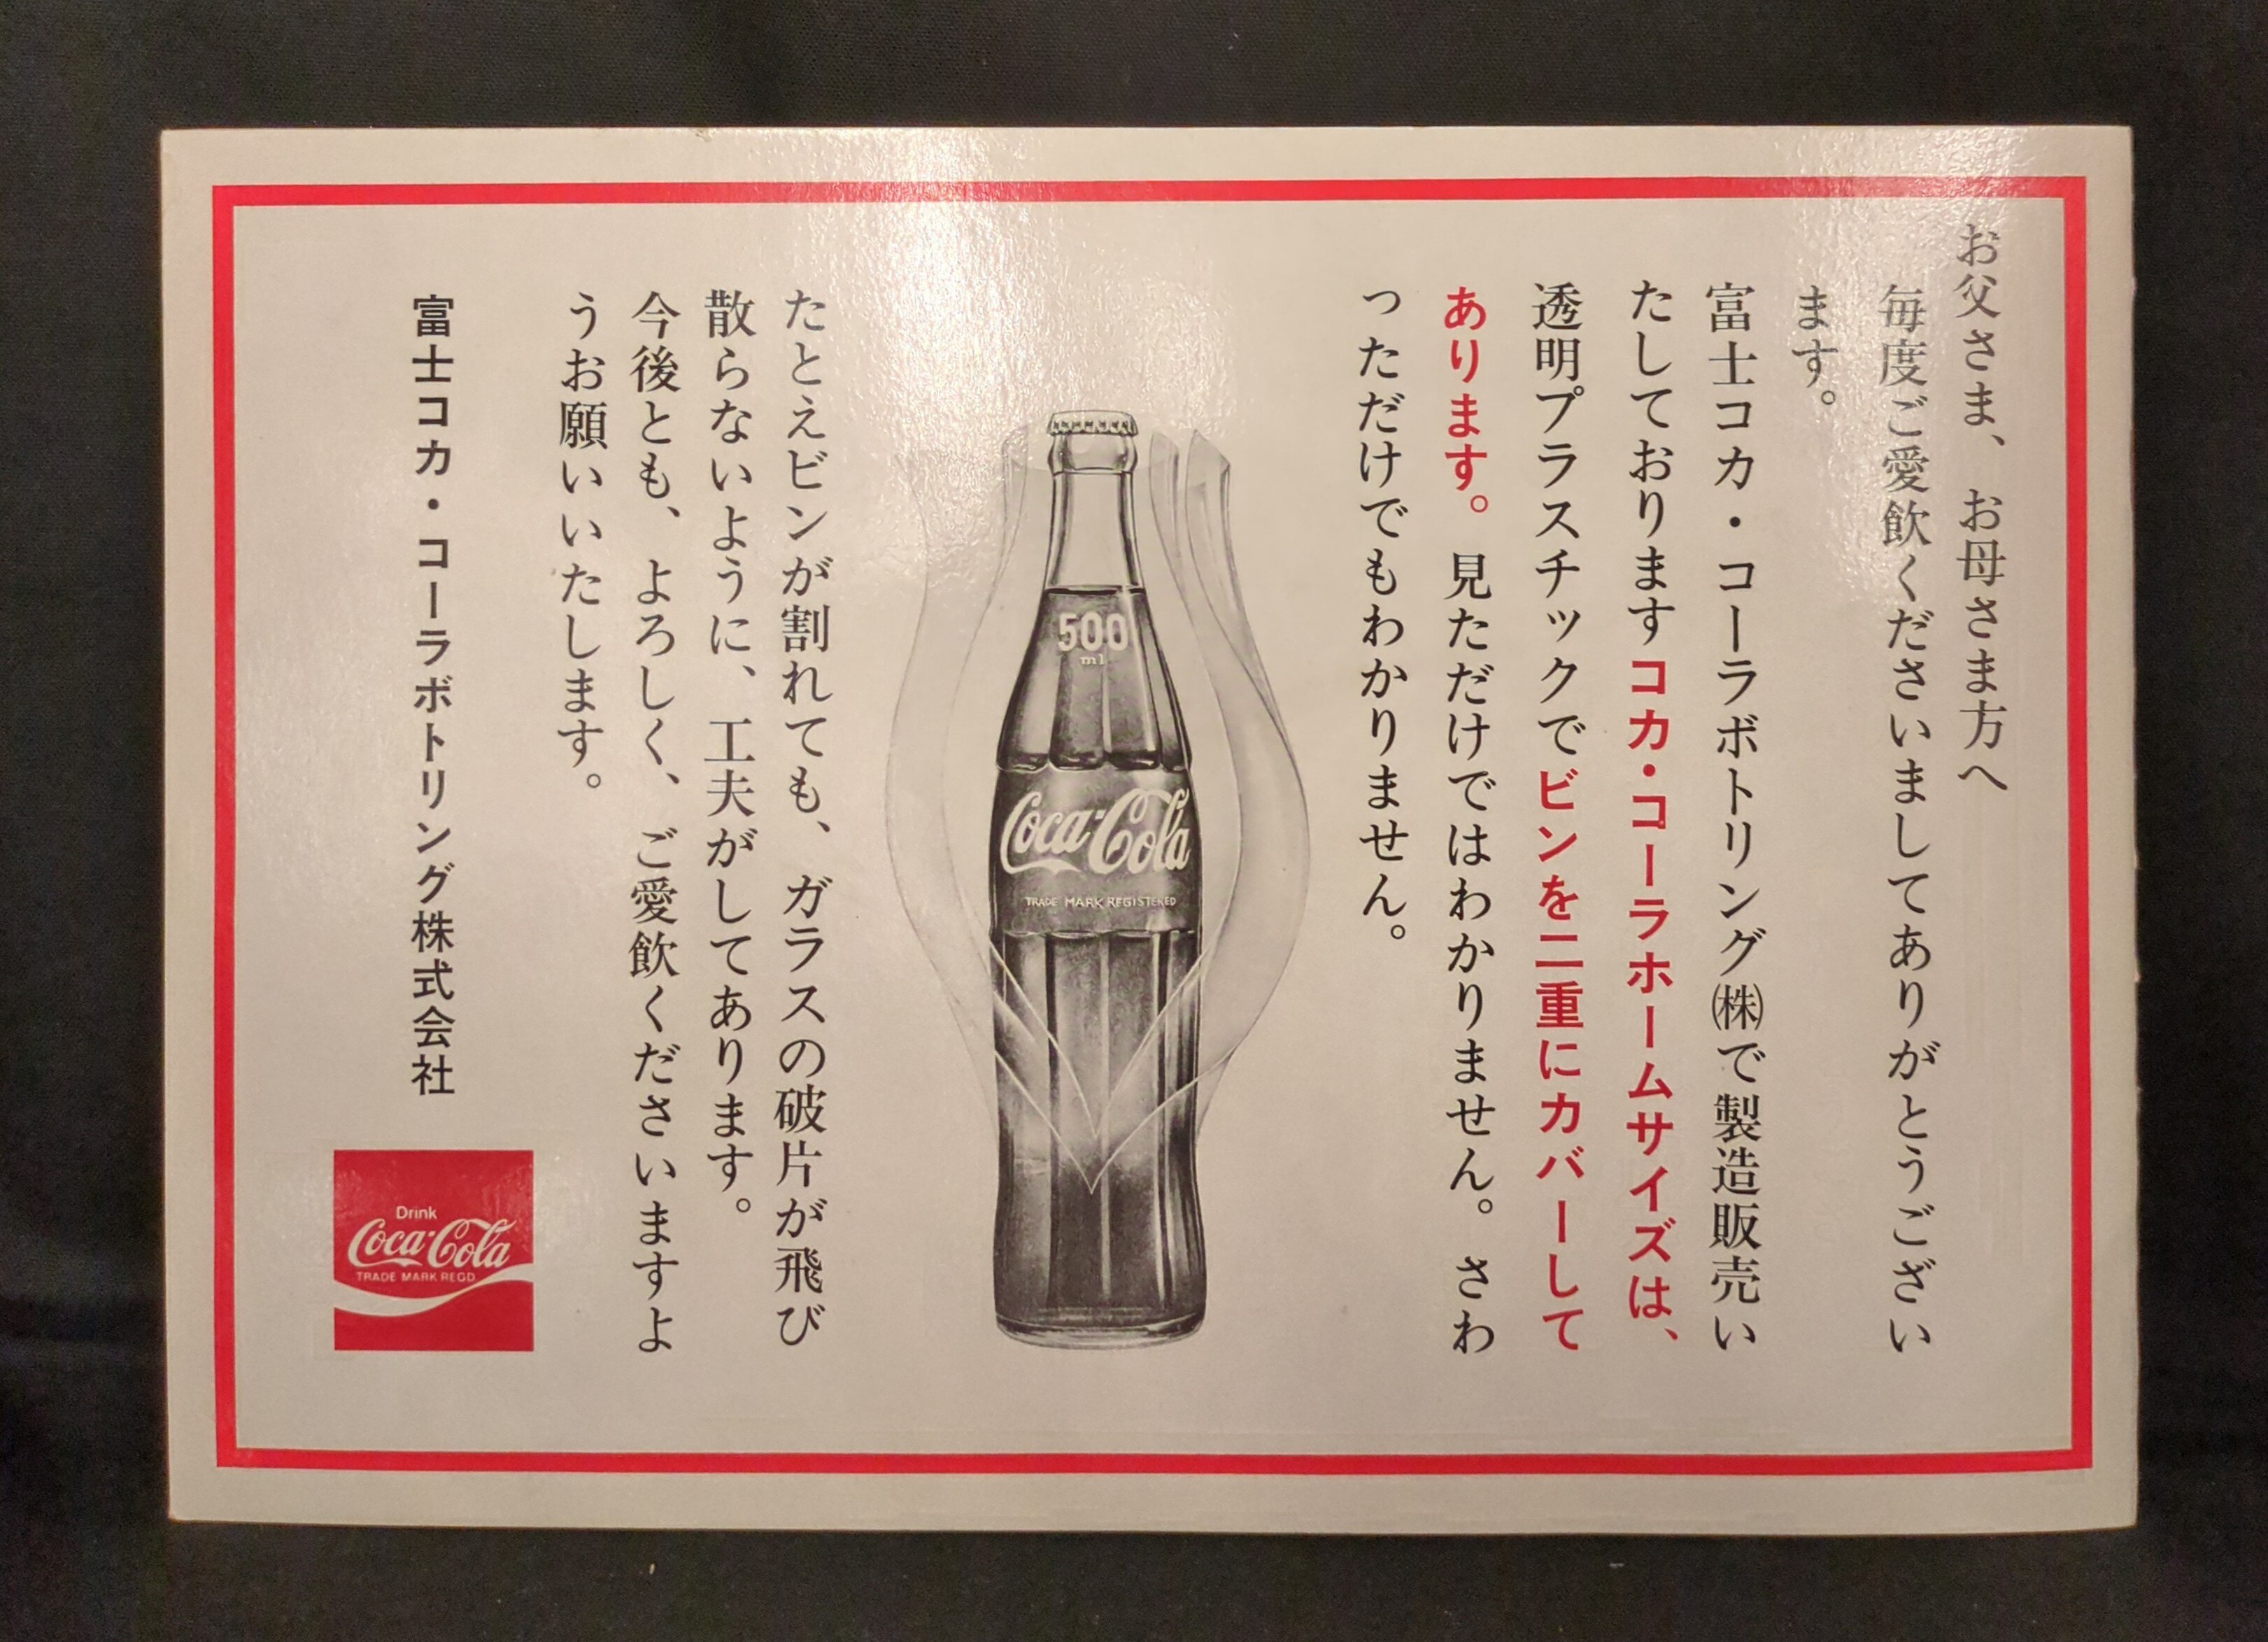 お父さま、お母さま方へ
毎度ご愛飲くださいましてありがとうござい
ます。
富士コカ・コーラボトリング㈱で製造販売い
たしておりますコカ・コーラホームサイズは、
透明プラスチックでビンを二重にカバーして
あります。見ただけではわかりません。さわ
っただけでもわかりません。
500
ml
Coca-Cola
TRADE MARK REGISTERED
たとえビンが割れても、ガラスの破片が飛び
散らないように、工夫がしてあります。
今後とも、よろしく、ご愛飲くださいますよ
うお願いいたします。
富士コカ・コーラボトリング株式会社
Drink
Coca-Cola
TRADE MARK REGD